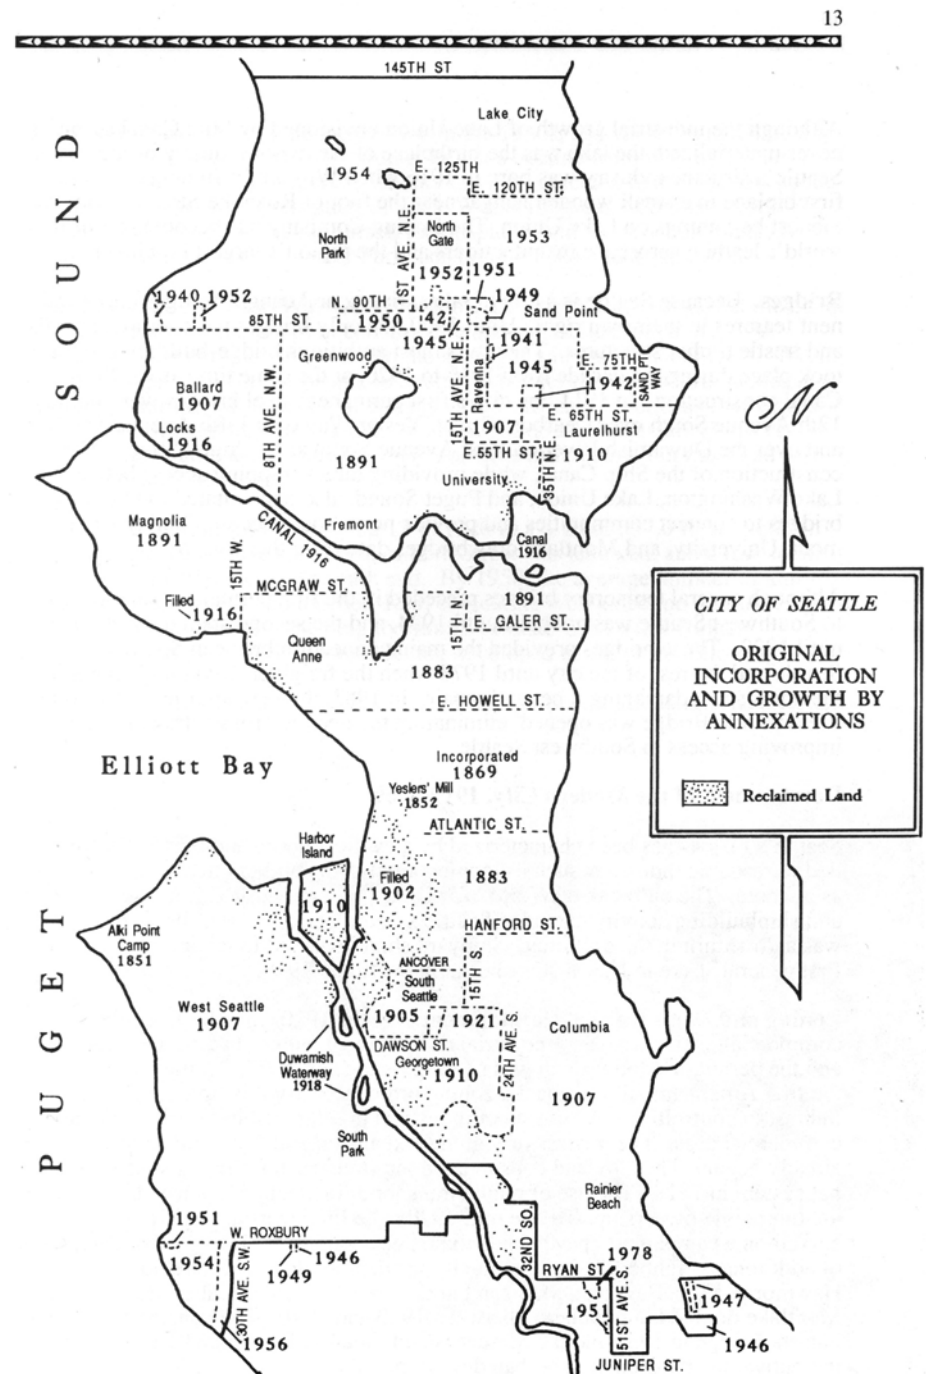 13
145TH ST
Lake City
1954
E. 125TH
E. 120TH ST.
North
Park
1ST AVE. N.E.
North
Gate
1953
1952
1951
1940
1952
N. 90TH
1949
85TH ST.
1950
42
Sand Point
1945
1941
Greenwood
E. 75TH
1945
1942
SAND PT.
WAY
Ballard
1907
8TH AVE. N.W.
15TH AVE. N.E.
Ravenna
E. 65TH ST.
Locks
1916
1907
Laurelhurst
1891
E.55TH ST.
1910
35TH N.E.
University
Magnolia
1891
CANAL 1916
Fremont
Canal
1916
15TH W.
MCGRAW ST.
1891
Filled
1916
15TH N.
E. GALER ST.
Queen
Anne
1883
E. HOWELL ST.
Elliott Bay
Incorporated
1869
Yeslers' Mill
1852
ATLANTIC ST.
Harbor
Island
Filled
1902
1883
1910
HANFORD ST.
Alki Point
Camp
1851
ANCOVER
South
Seattle
15TH S.
West Seattle
1907
1905
1921
Columbia
DAWSON ST.
Georgetown
24TH AVE. S.
Duwamish
Waterway
1918
1910
1907
South
Park
Rainier
Beach
1951
W. ROXBURY
32ND SO.
1978
1954
30TH AVE. S.W.
1946
1949
RYAN ST.
1951
51ST AVE. S.
1947
1956
1946
JUNIPER ST.
PUGET SOUND
N
CITY OF SEATTLE
ORIGINAL
INCORPORATION
AND GROWTH BY
ANNEXATIONS
Reclaimed Land